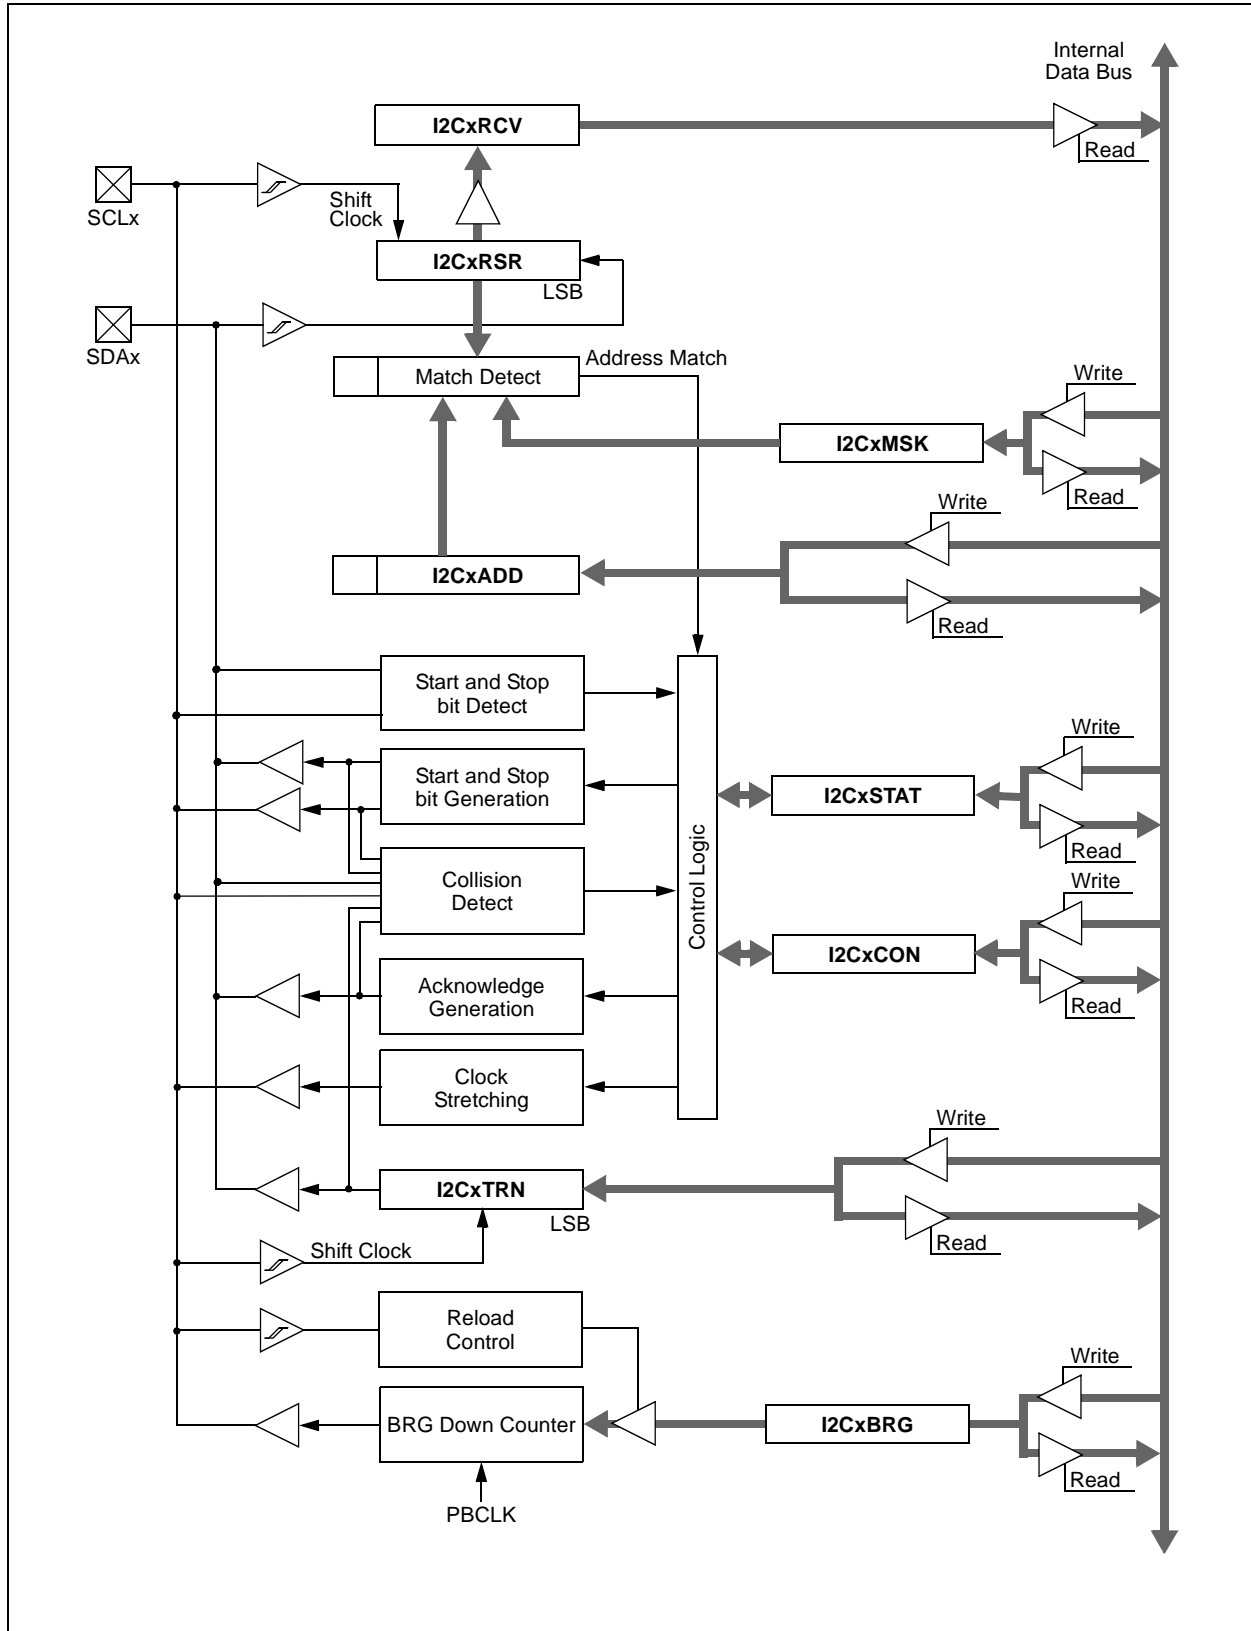 Internal
Data Bus
I2CxRCV
Read
SCLx
Shift
Clock
I2CxRSR
LSB
SDAx
Address Match
Match Detect
Write
I2CxMSK
Read
Write
I2CxADD
Read
Start and Stop
bit Detect
Write
Start and Stop
bit Generation
I2CxSTAT
Read
Control Logic
Collision
Detect
Write
I2CxCON
Read
Acknowledge
Generation
Clock
Stretching
Write
I2CxTRN
LSB
Read
Shift Clock
Reload
Control
Write
BRG Down Counter
I2CxBRG
Read
PBCLK